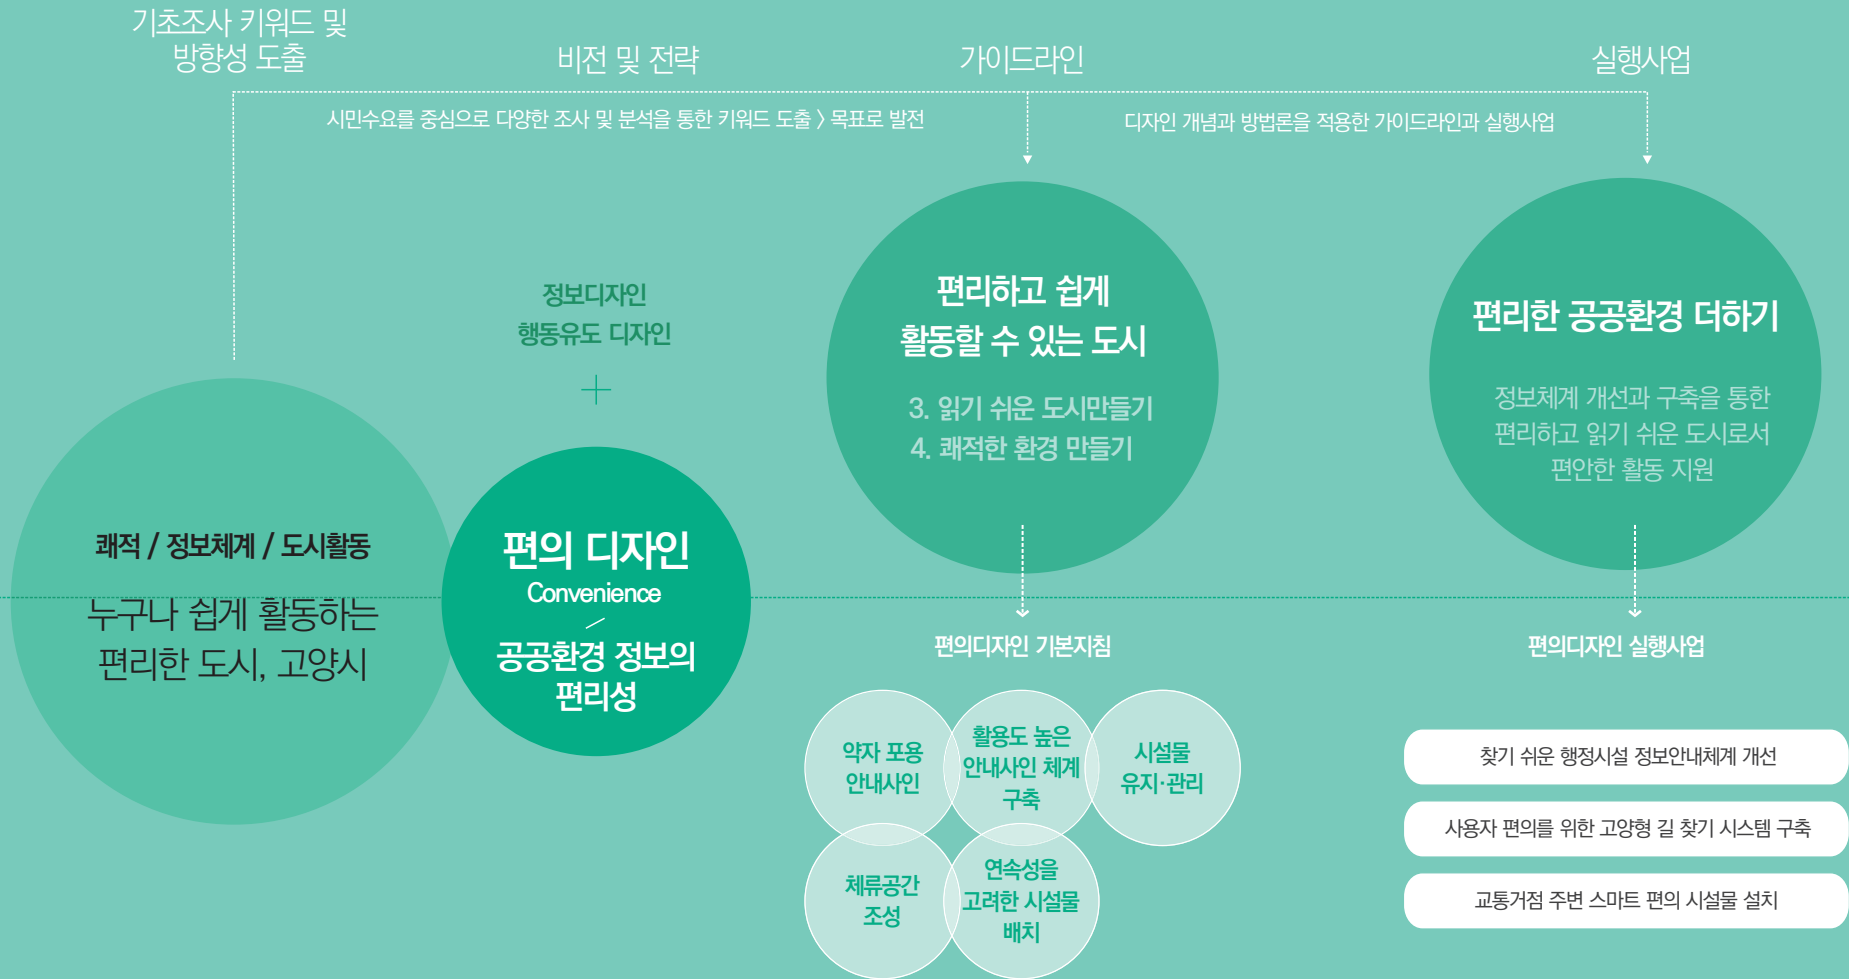 기초조사 키워드 및
방향성 도출
비전 및 전략
가이드라인
실행사업
시민수요를 중심으로 다양한 조사 및 분석을 통한 키워드 도출 > 목표로 발전
디자인 개념과 방법론을 적용한 가이드라인과 실행사업
쾌적 / 정보체계 / 도시활동
누구나 쉽게 활동하는
편리한 도시, 고양시
정보디자인
행동유도 디자인
+
편의 디자인
Convenience
/
공공환경 정보의
편리성
편리하고 쉽게
활동할 수 있는 도시
3. 읽기 쉬운 도시만들기
4. 쾌적한 환경 만들기
편의디자인 기본지침
약자 포용
안내사인
활용도 높은
안내사인 체계
구축
시설물
유지·관리
체류공간
조성
연속성을
고려한 시설물
배치
편리한 공공환경 더하기
정보체계 개선과 구축을 통한
편리하고 읽기 쉬운 도시로서
편안한 활동 지원
편의디자인 실행사업
찾기 쉬운 행정시설 정보안내체계 개선
사용자 편의를 위한 고양형 길 찾기 시스템 구축
교통거점 주변 스마트 편의 시설물 설치